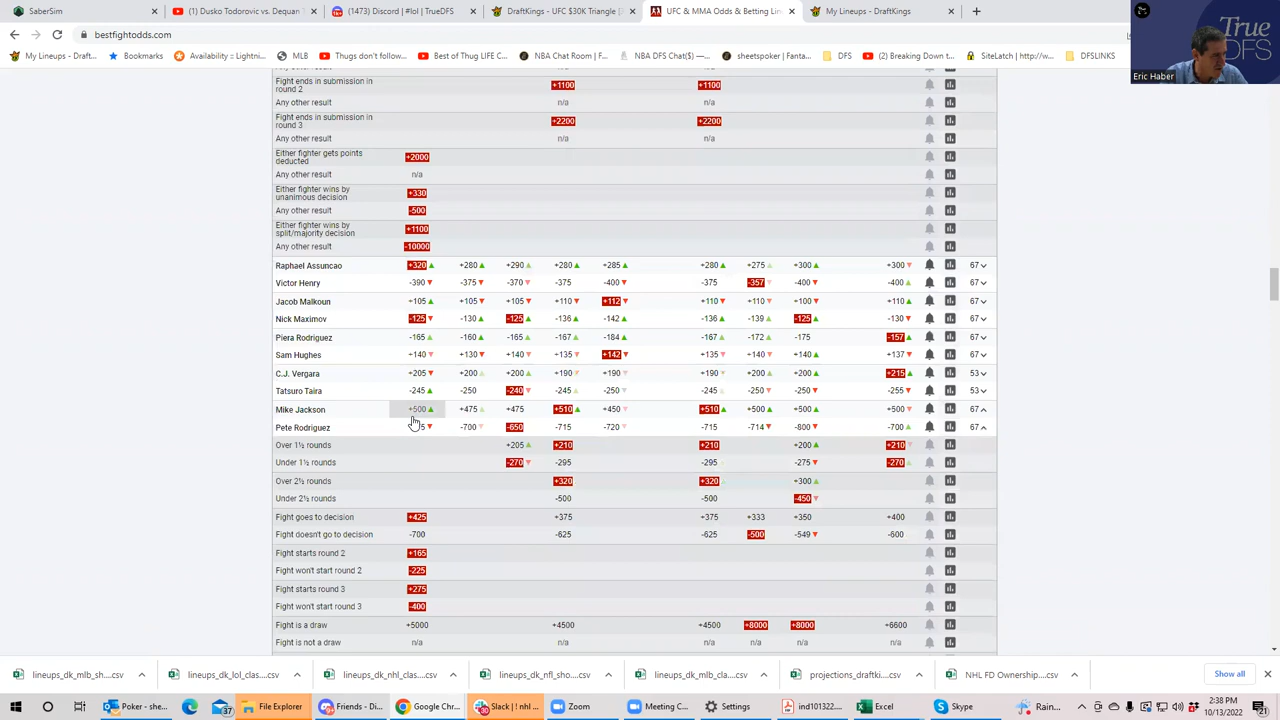 SaberSim
(1) Dusko Todorovic vs. Dequan T
(1473) Discord | #lol | TrueDFS
DraftKings - UFC $30K Triangle [
UFC & MMA Odds & Betting Lin
My Lineups - DraftKings
bestfightodds.com
My Lineups - Draft...
Bookmarks
Availability :: Lightni...
MLB
Thugs don't follow...
Best of Thug LIFE C...
NBA Chat Room | F...
NBA DFS Chat($) —...
sheetspoker | Fanta...
DFS
(2) Breaking Down t...
SiteLatch | http://w...
DFSLINKS
True
DFS
Eric Haber
Fight ends in submission in
round 2 +1100 +1100
Any other result n/a n/a
Fight ends in submission in
round 3 +2200 +2200
Any other result n/a n/a
Either fighter gets points
deducted +2000
Any other result n/a
Either fighter wins by
unanimous decision +330
Any other result -500
Either fighter wins by
split/majority decision +1100
Any other result -10000
Raphael Assuncao +320 +280 +290 +280 +285 +280 +275 +300 +300 67
Victor Henry -390 -375 -370 -375 -400 -375 -357 -400 -400 67
Jacob Malkoun +105 +105 +105 +110 +112 +110 +110 +100 +110 67
Nick Maximov -125 -130 -125 -136 -142 -136 -139 -125 -130 67
Piera Rodriguez -165 -160 -165 -167 -184 -167 -172 -175 -157 67
Sam Hughes +140 +130 +140 +135 +142 +135 +140 +140 +137 67
C.J. Vergara +205 +200 +200 +190 +190 +190 +200 +200 +215 53
Tatsuro Taira -245 -250 -240 -245 -250 -245 -250 -250 -255 53
Mike Jackson +500 +475 +475 +510 +450 +510 +500 +500 +500 67
Pete Rodriguez -700 -650 -715 -720 -715 -714 -800 -700 67
Over 1½ rounds +205 +210 +210 +200 +210
Under 1½ rounds -270 -295 -295 -275 -270
Over 2½ rounds +320 +320 +300
Under 2½ rounds -500 -500 -450
Fight goes to decision +425 +375 +375 +333 +350 +400
Fight doesn't go to decision -700 -625 -625 -500 -549 -600
Fight starts round 2 +165
Fight won't start round 2 -225
Fight starts round 3 +275
Fight won't start round 3 -400
Fight is a draw +5000 +4500 +4500 +8000 +8000 +6600
Fight is not a draw n/a n/a n/a n/a n/a n/a
lineups_dk_mlb_sh....csv
lineups_dk_lol_clas....csv
lineups_dk_nhl_clas....csv
lineups_dk_nfl_sho....csv
lineups_dk_mlb_cla....csv
projections_draftki....csv
NHL FD Ownership....csv
Show all
Poker - she...
37
File Explorer
Friends - Di...
Google Chr...
Slack | ! nhl ...
Zoom
Meeting C...
Settings
ind101322...
Excel
Skype
Rain...
2:38 PM
10/13/2022
21